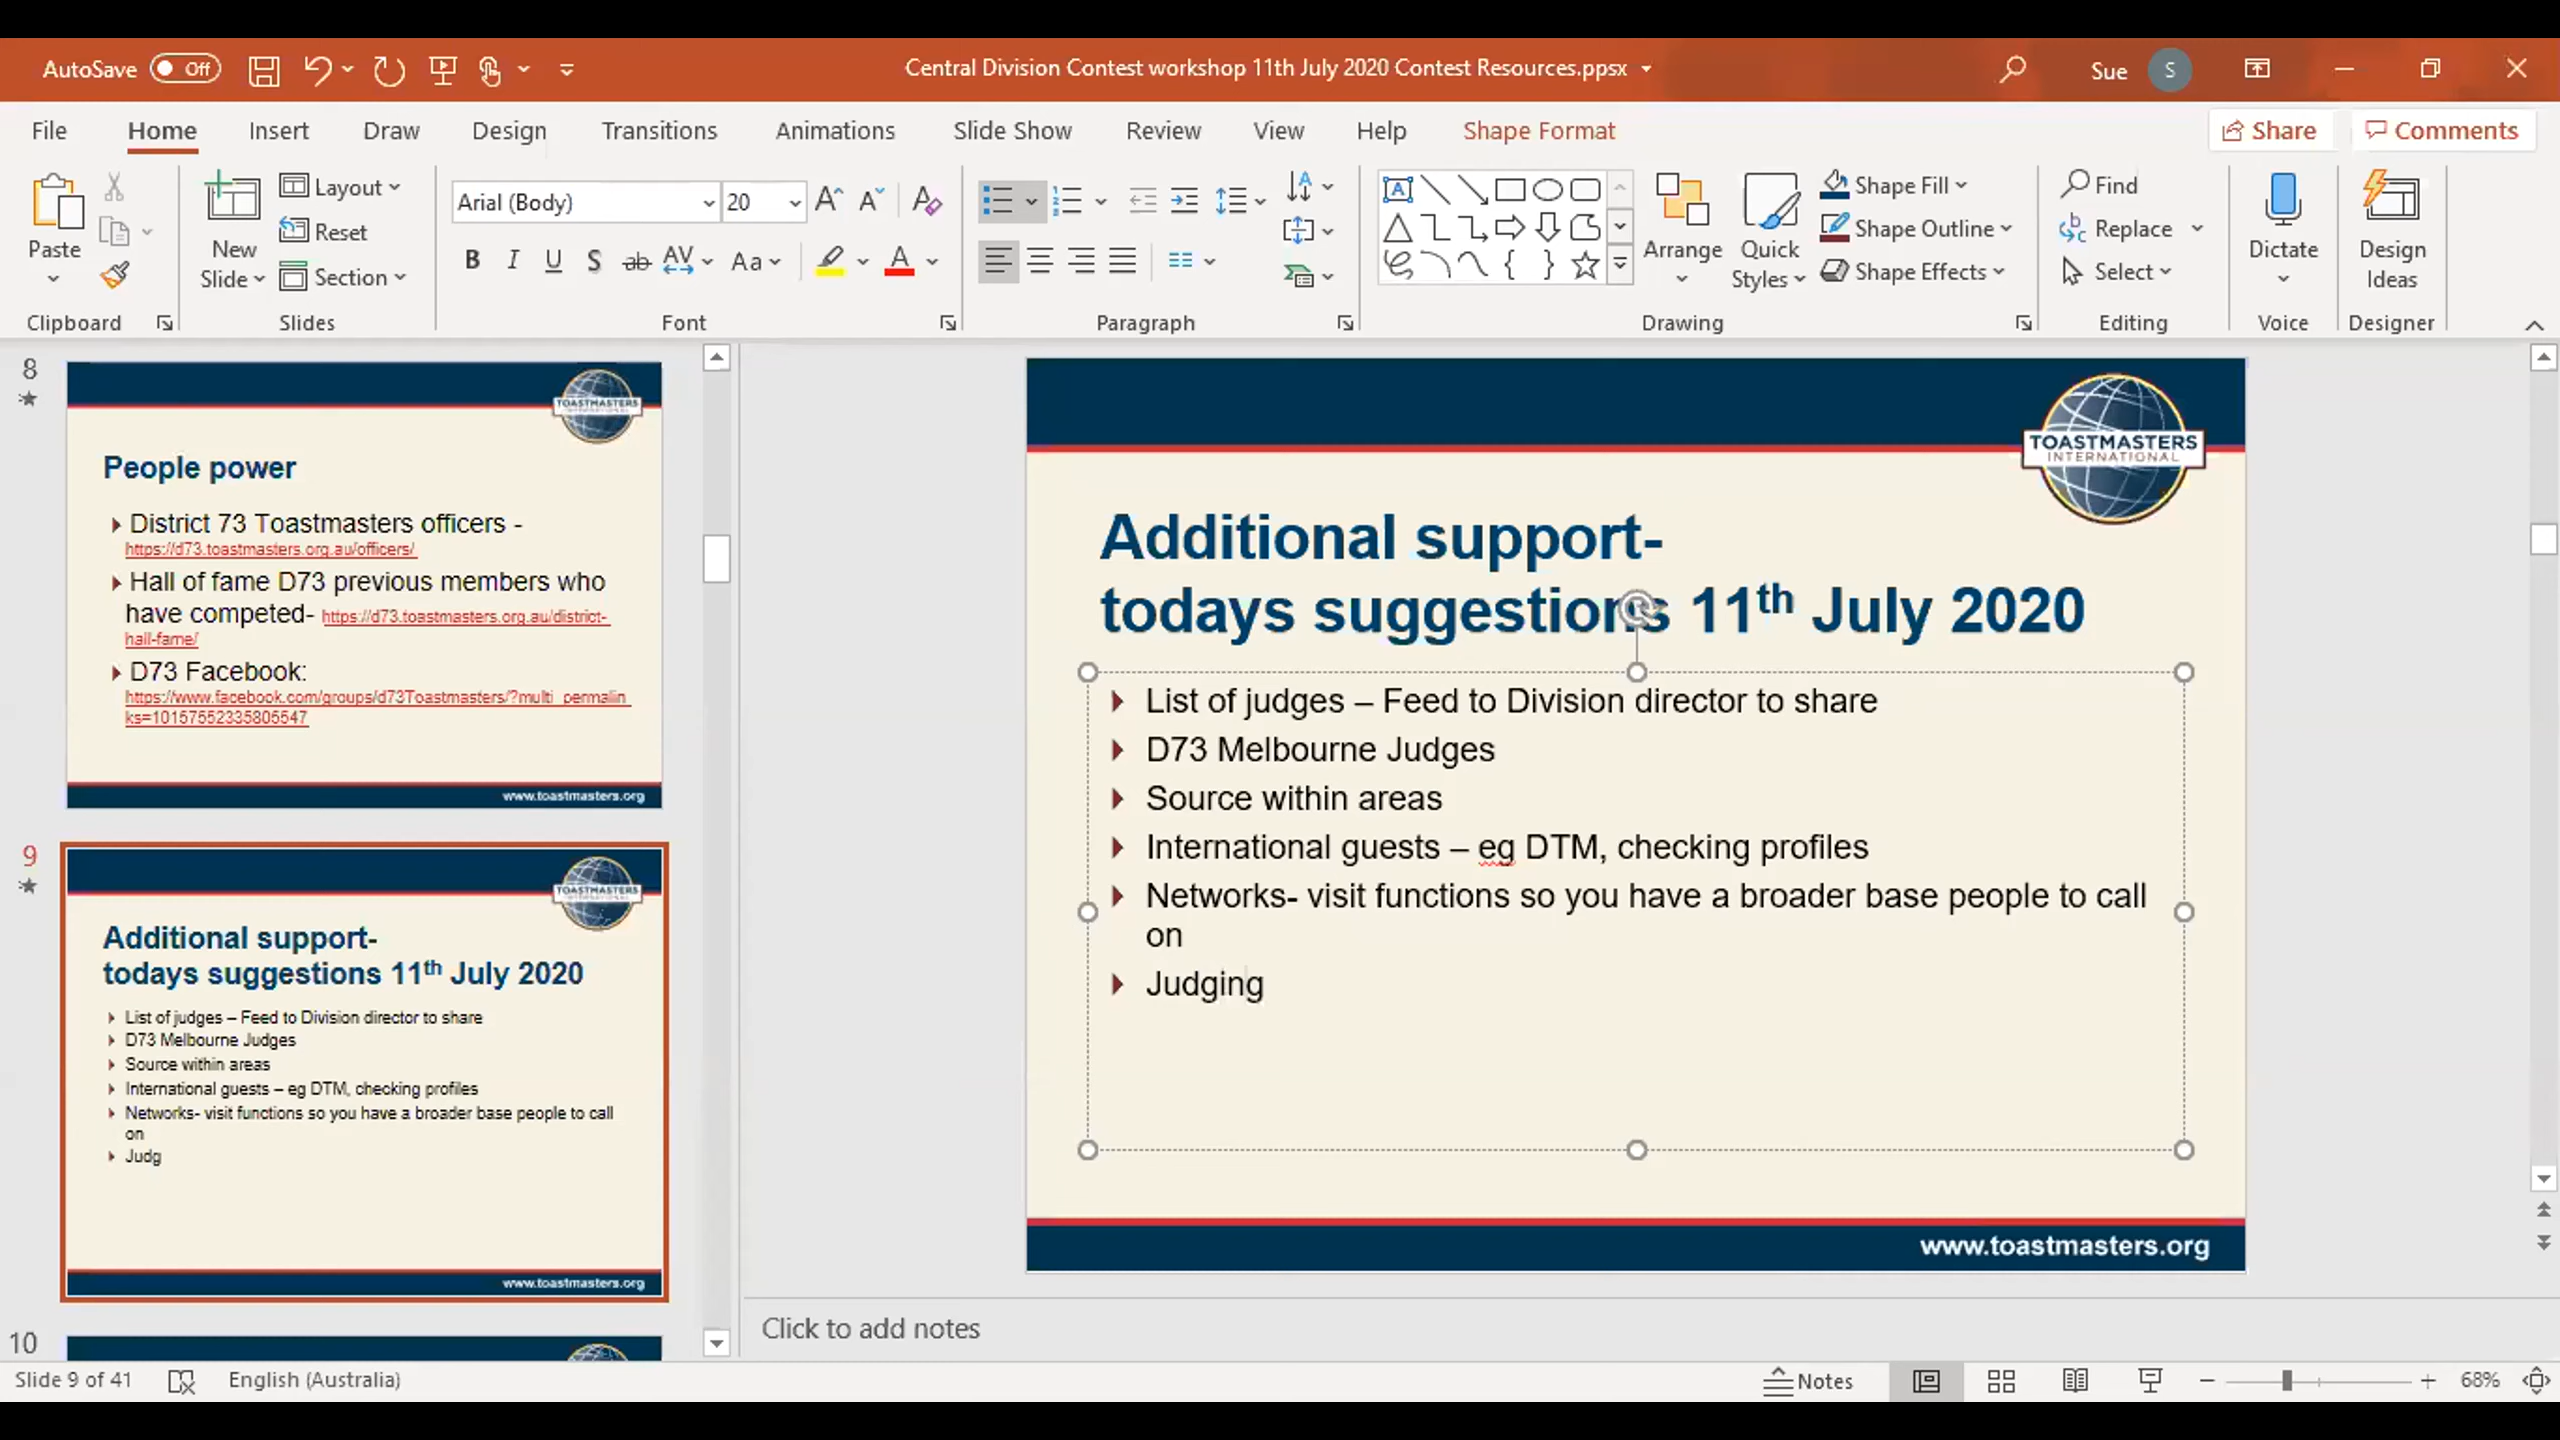 AutoSave Off
Central Division Contest workshop 11th July 2020 Contest Resources.ppsx
Sue S
File Home Insert Draw Design Transitions Animations Slide Show Review View Help Shape Format Share Comments
Paste
Clipboard
New Slide
Layout
Reset
Section
Slides
Arial (Body) 20
B I U S ab AV Aa A
Font
Paragraph
Arrange
Quick Styles
Shape Fill
Shape Outline
Shape Effects
Drawing
Find
Replace
Select
Editing
Dictate
Voice
Design Ideas
Designer
8
TOASTMASTERS
People power
District 73 Toastmasters officers -
https://d73.toastmasters.org.au/officers/
Hall of fame D73 previous members who
have competed- https://d73.toastmasters.org.au/district-
hall-fame/
D73 Facebook:
https://www.facebook.com/groups/d73Toastmasters/?multi_permalin
ks=10157552335805547
www.toastmasters.org
9
TOASTMASTERS
Additional support-
todays suggestions 11th July 2020
List of judges – Feed to Division director to share
D73 Melbourne Judges
Source within areas
International guests – eg DTM, checking profiles
Networks- visit functions so you have a broader base people to call
on
Judg
www.toastmasters.org
10
TOASTMASTERS
INTERNATIONAL
Additional support-
todays suggestions 11th July 2020
List of judges – Feed to Division director to share
D73 Melbourne Judges
Source within areas
International guests – eg DTM, checking profiles
Networks- visit functions so you have a broader base people to call
on
Judging
www.toastmasters.org
Click to add notes
Slide 9 of 41 English (Australia) Notes 68%